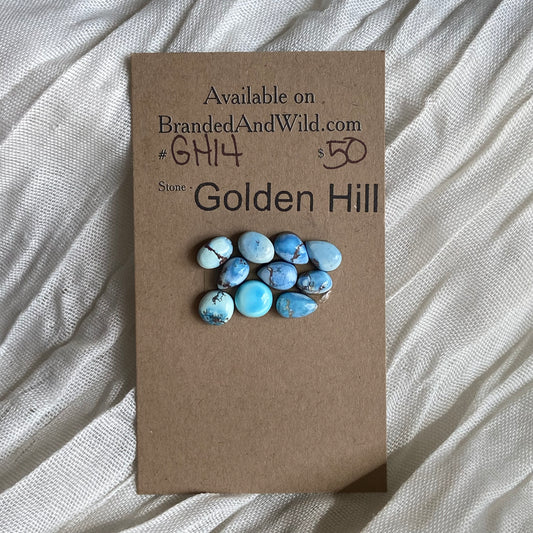 Available on
BrandedAndWild.com
# GH14 $50
Stone - Golden Hill